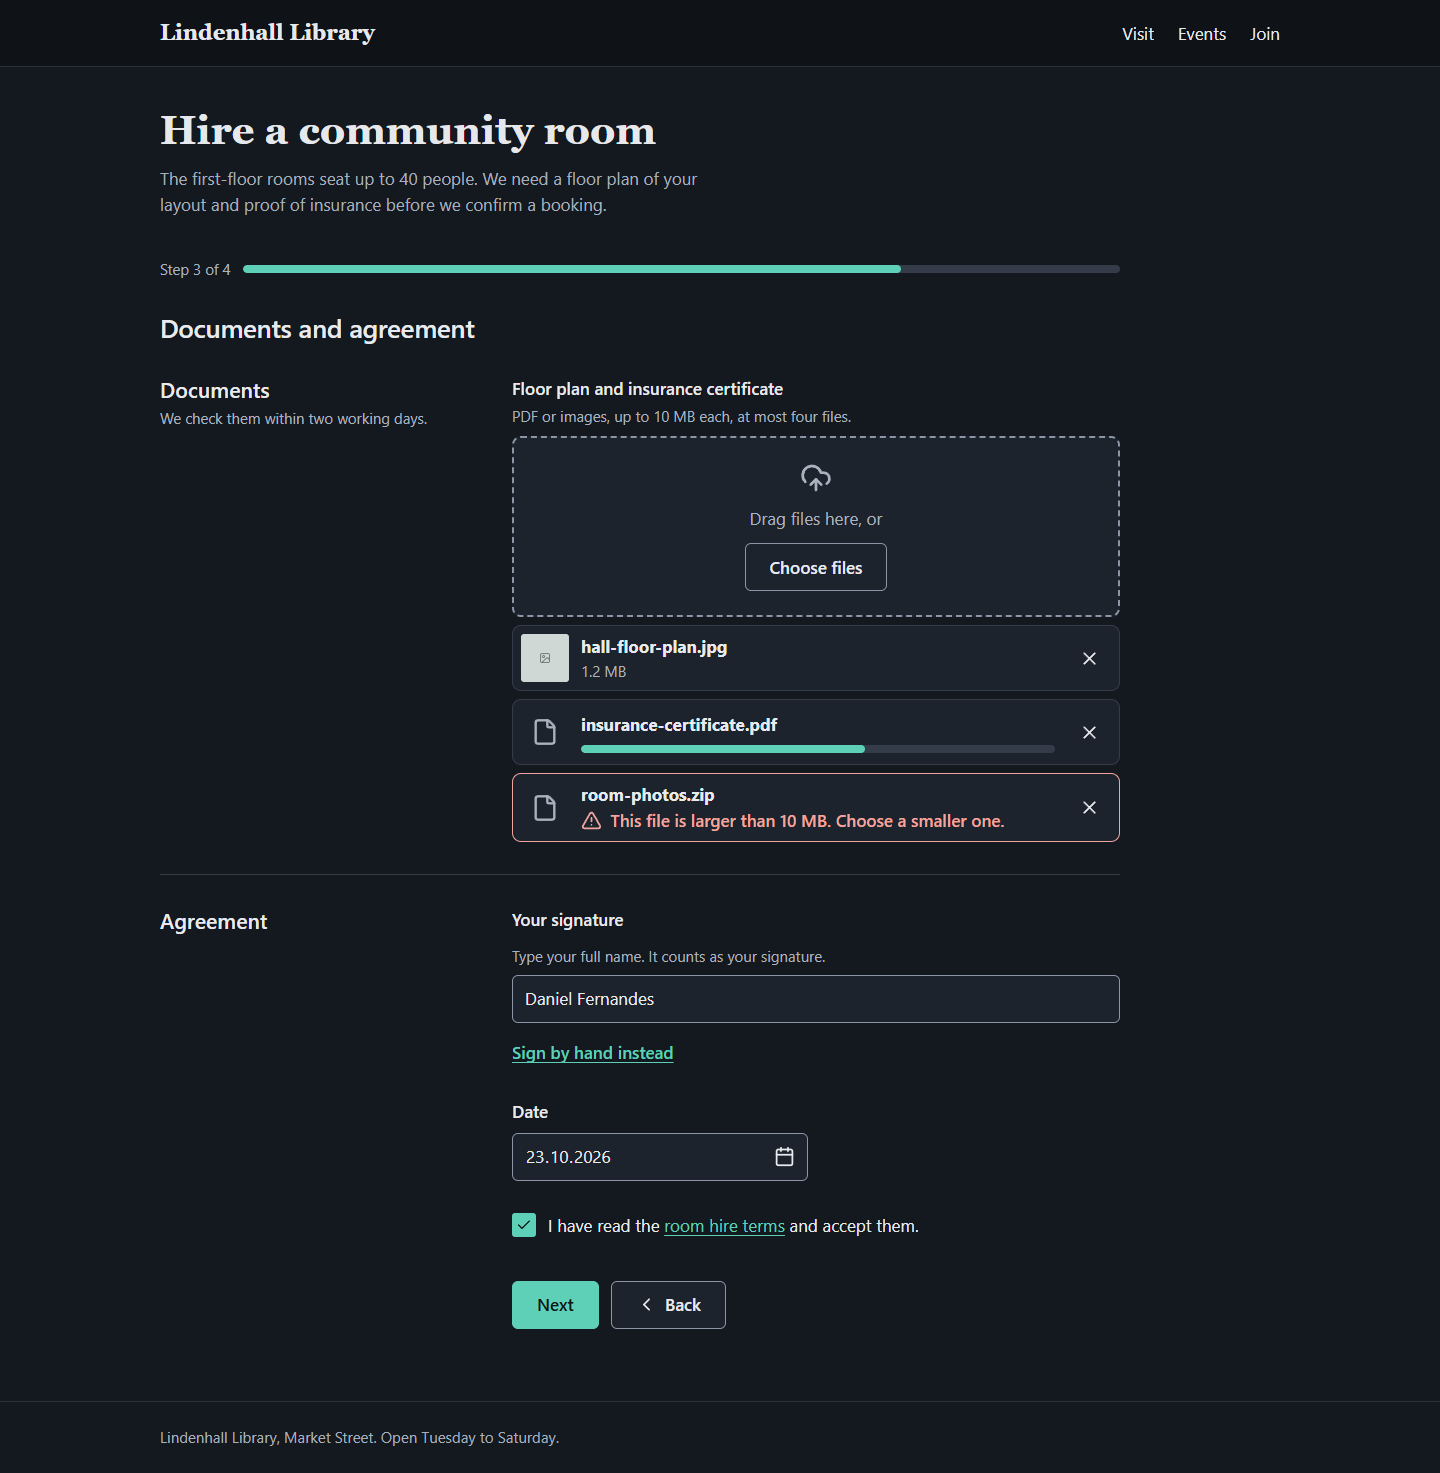 Lindenhall Library
Visit Events Join
Hire a community room
The first-floor rooms seat up to 40 people. We need a floor plan of your
layout and proof of insurance before we confirm a booking.
Step 3 of 4
Documents and agreement
Documents
We check them within two working days.
Floor plan and insurance certificate
PDF or images, up to 10 MB each, at most four files.
Drag files here, or
Choose files
hall-floor-plan.jpg
1.2 MB
insurance-certificate.pdf
room-photos.zip
This file is larger than 10 MB. Choose a smaller one.
Agreement
Your signature
Type your full name. It counts as your signature.
Daniel Fernandes
Sign by hand instead
Date
23.10.2026
I have read the room hire terms and accept them.
Next
Back
Lindenhall Library, Market Street. Open Tuesday to Saturday.